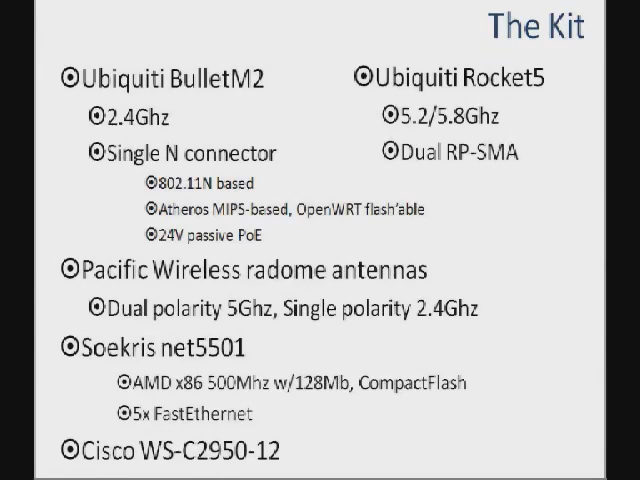 The Kit
Ubiquiti BulletM2
2.4Ghz
Single N connector
Ubiquiti Rocket5
5.2/5.8Ghz
Dual RP-SMA
802.11N based
Atheros MIPS-based, OpenWRT flash'able
24V passive PoE
Pacific Wireless radome antennas
Dual polarity 5Ghz, Single polarity 2.4Ghz
Soekris net5501
AMD x86 500Mhz w/128Mb, CompactFlash
5x FastEthernet
Cisco WS-C2950-12